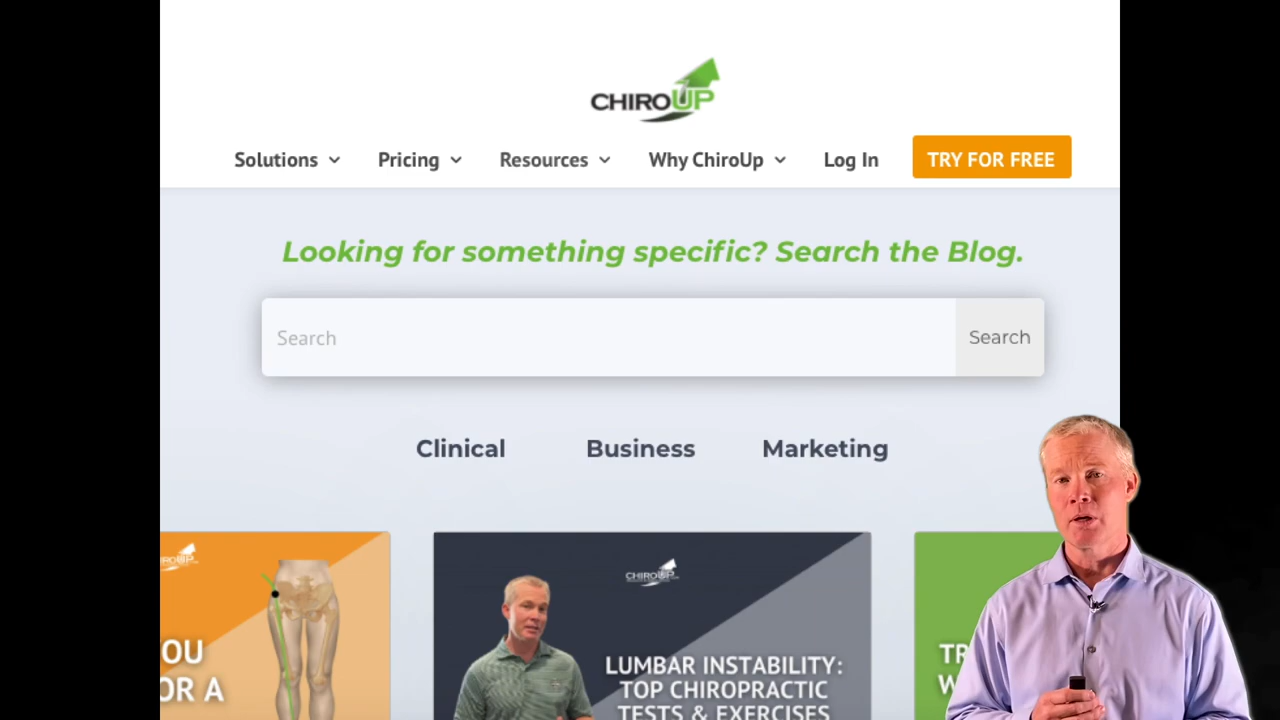 CHIROUP
Solutions Pricing Resources Why ChiroUp Log In TRY FOR FREE
Looking for something specific? Search the Blog.
Search Search
Clinical Business Marketing
CHIROUP
LUMBAR INSTABILITY:
TOP CHIROPRACTIC
TESTS & EXERCISES